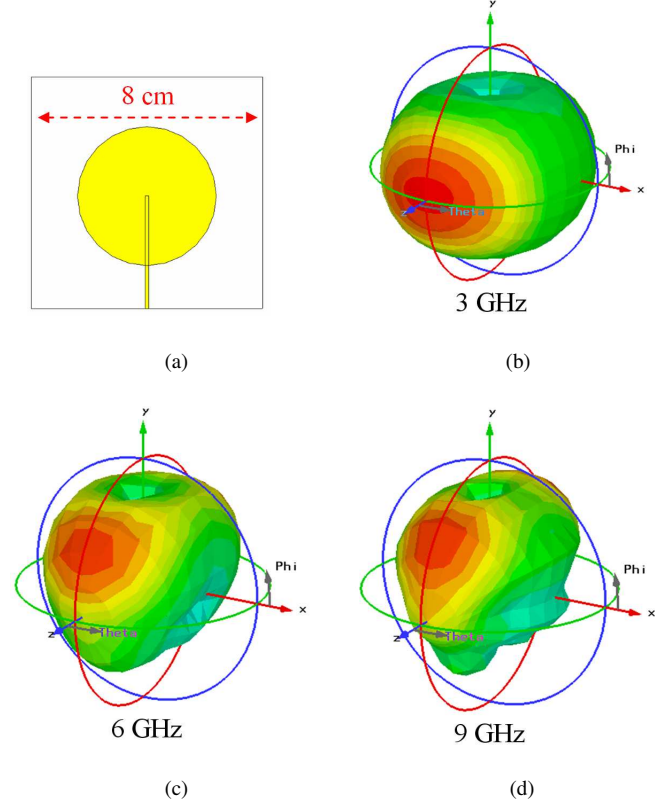 8 cm
(a)
y
Phi
x
z
Theta
3 GHz
(b)
y
Phi
x
z
Theta
6 GHz
(c)
y
Phi
x
z
Theta
9 GHz
(d)